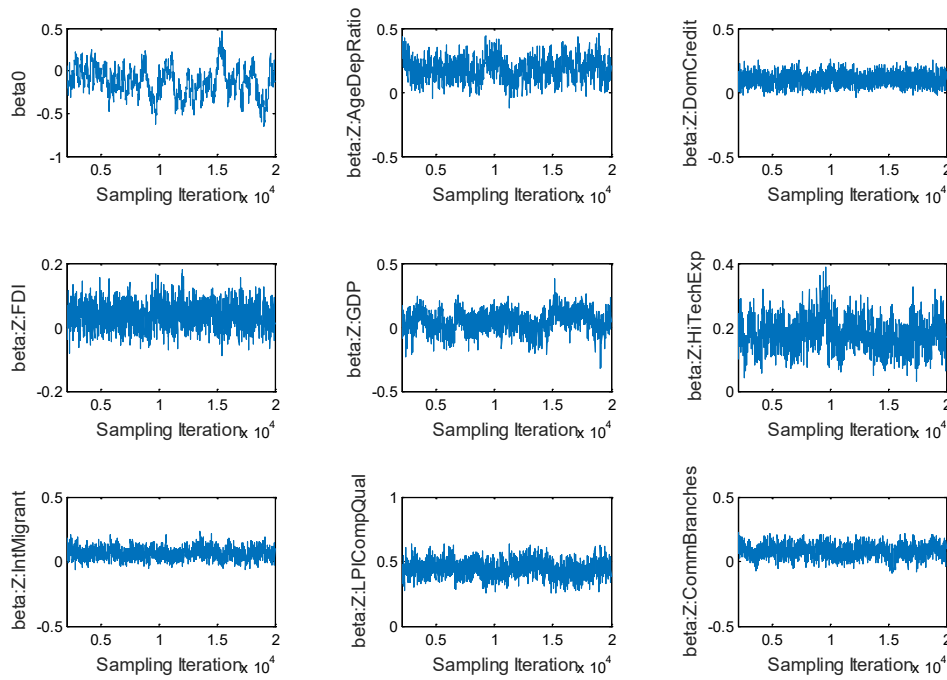 beta0
0.5
0
-0.5
-1
0.5 1 1.5 2
Sampling Iteration x 10^4
beta:Z:AgeDepRatio
0.5
0
-0.5
0.5 1 1.5 2
Sampling Iteration x 10^4
beta:Z:DomCredit
0.5
0
-0.5
0.5 1 1.5 2
Sampling Iteration x 10^4
beta:Z:FDI
0.2
0
-0.2
0.5 1 1.5 2
Sampling Iteration x 10^4
beta:Z:GDP
0.5
0
-0.5
0.5 1 1.5 2
Sampling Iteration x 10^4
beta:Z:HiTechExp
0.4
0.2
0
0.5 1 1.5 2
Sampling Iteration x 10^4
beta:Z:IntMigrant
0.5
0
-0.5
0.5 1 1.5 2
Sampling Iteration x 10^4
beta:Z:LPICompQual
1
0.5
0
0.5 1 1.5 2
Sampling Iteration x 10^4
beta:Z:CommBranches
0.5
0
-0.5
0.5 1 1.5 2
Sampling Iteration x 10^4